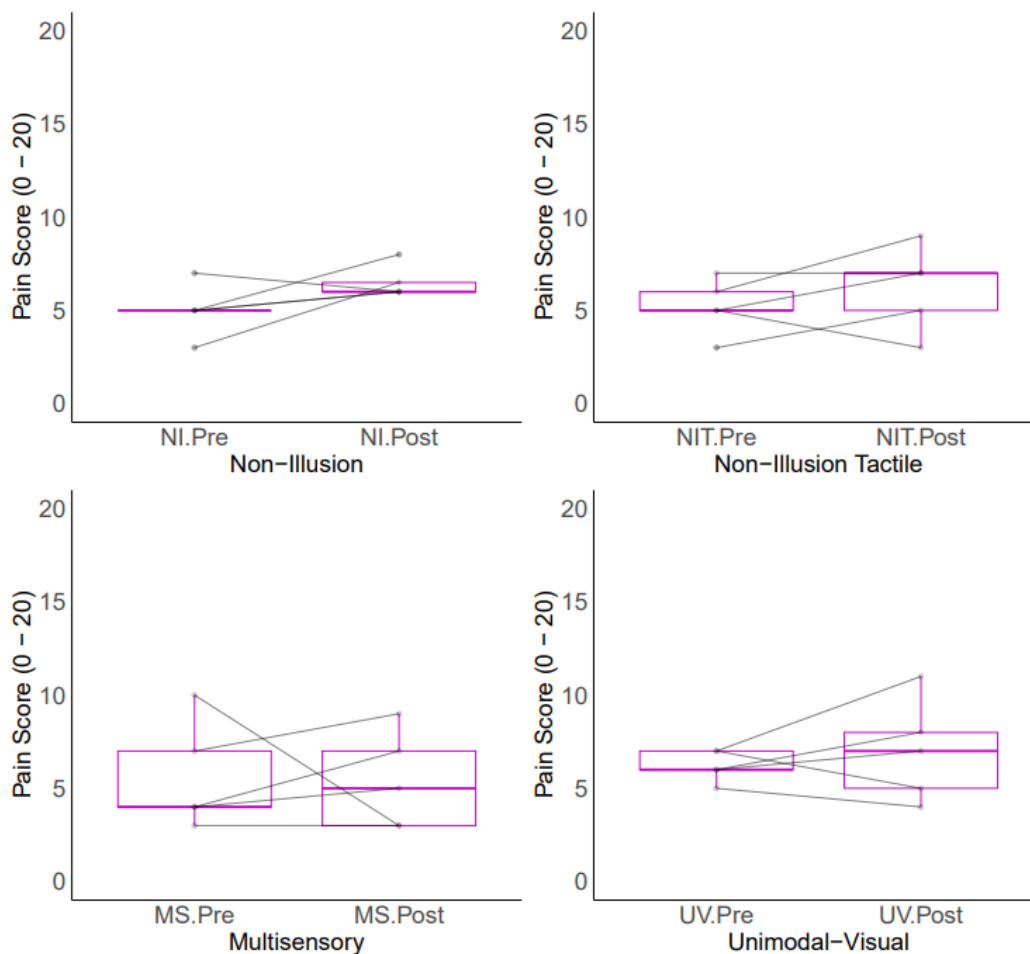 Pain Score (0 − 20)
20
15
10
5
0
NI.Pre NI.Post
Non−Illusion
Pain Score (0 − 20)
20
15
10
5
0
NIT.Pre NIT.Post
Non−Illusion Tactile
Pain Score (0 − 20)
20
15
10
5
0
MS.Pre MS.Post
Multisensory
Pain Score (0 − 20)
20
15
10
5
0
UV.Pre UV.Post
Unimodal−Visual